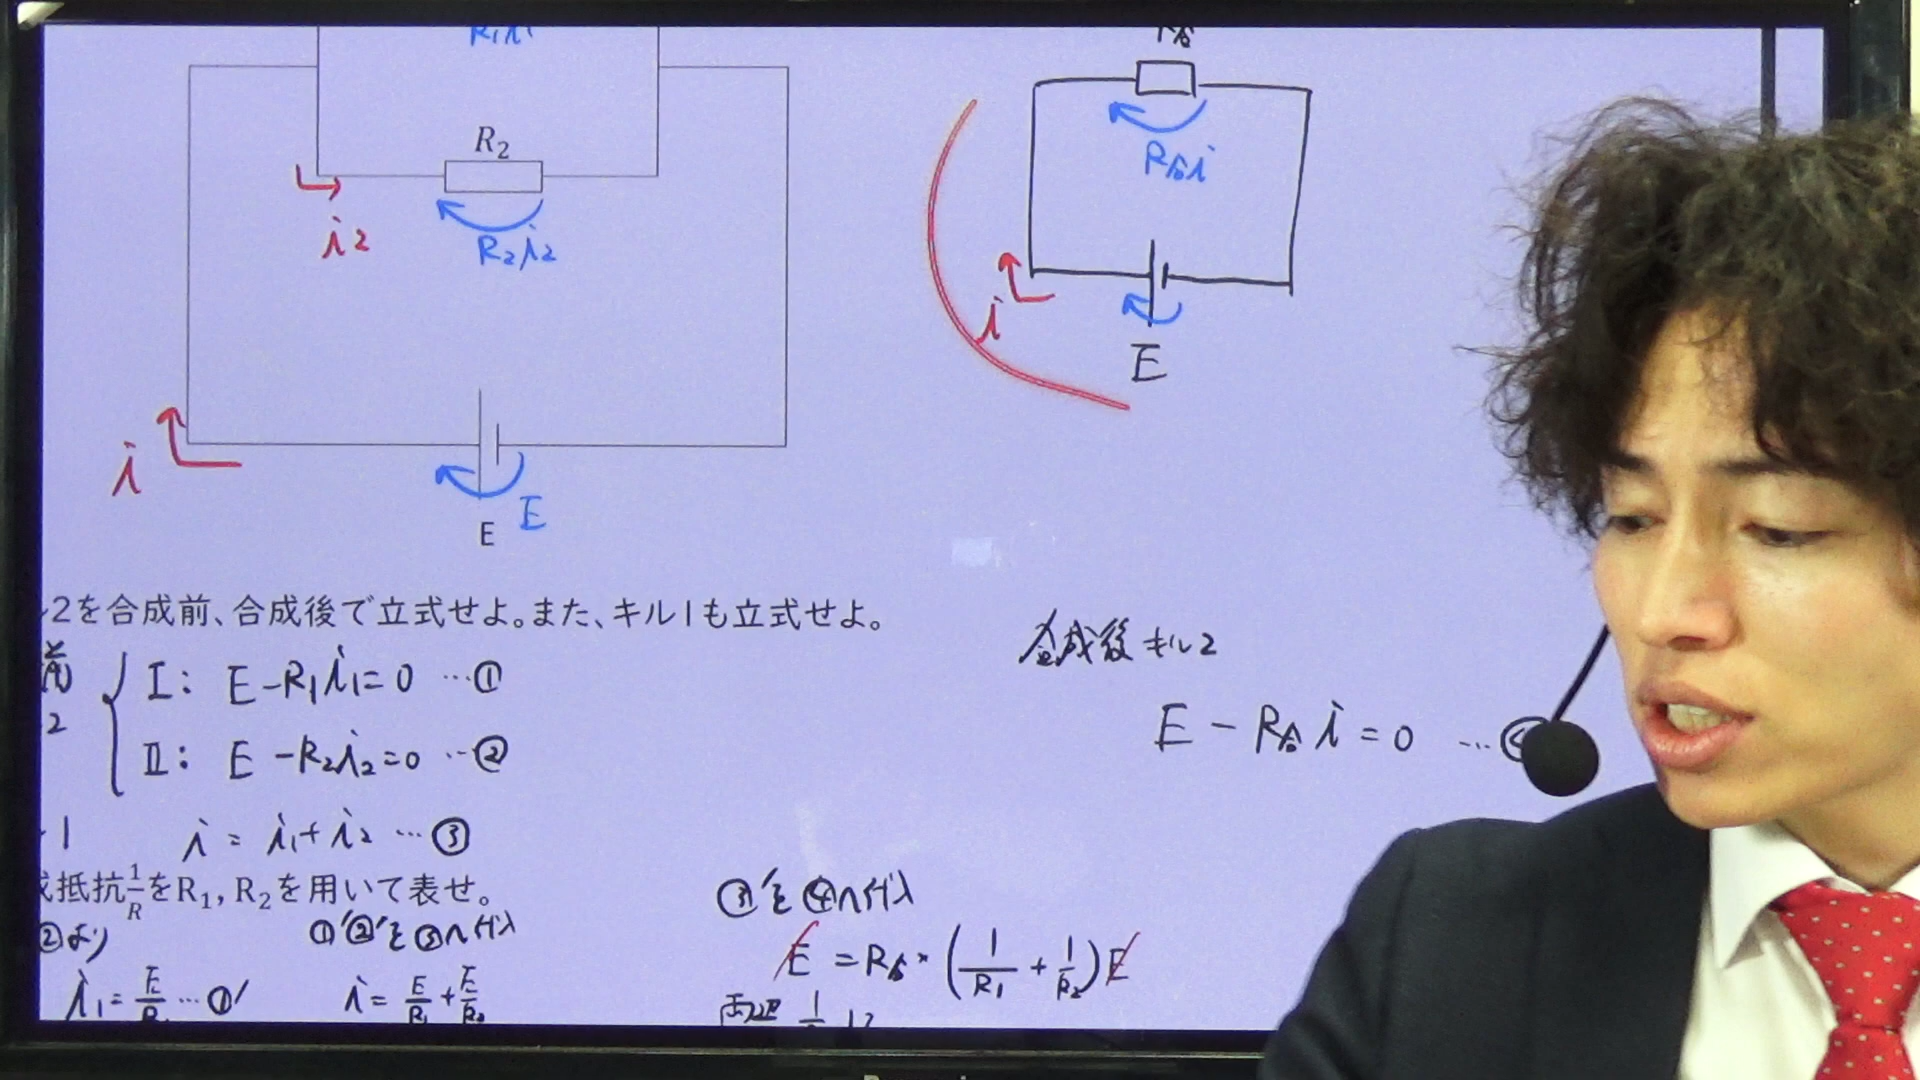 R₁i₁
R₂
i₂
R₂i₂
i
E
E
R合
R合i
i
E
2を合成前、合成後で立式せよ。また、キル1も立式せよ。
前
2
I: E-R₁i₁=0 …①
II: E-R₂i₂=0 …②
1 i=i₁+i₂ …③
合成後キル2
E-R合i=0 …
抵抗1/RをR₁, R₂を用いて表せ。
②より
①'②'を③へ代入
i₁=E/R …①'
i=E/R₁+E/R₂
③'を④へ代入
E=R合×(1/R₁+1/R₂)E
両辺